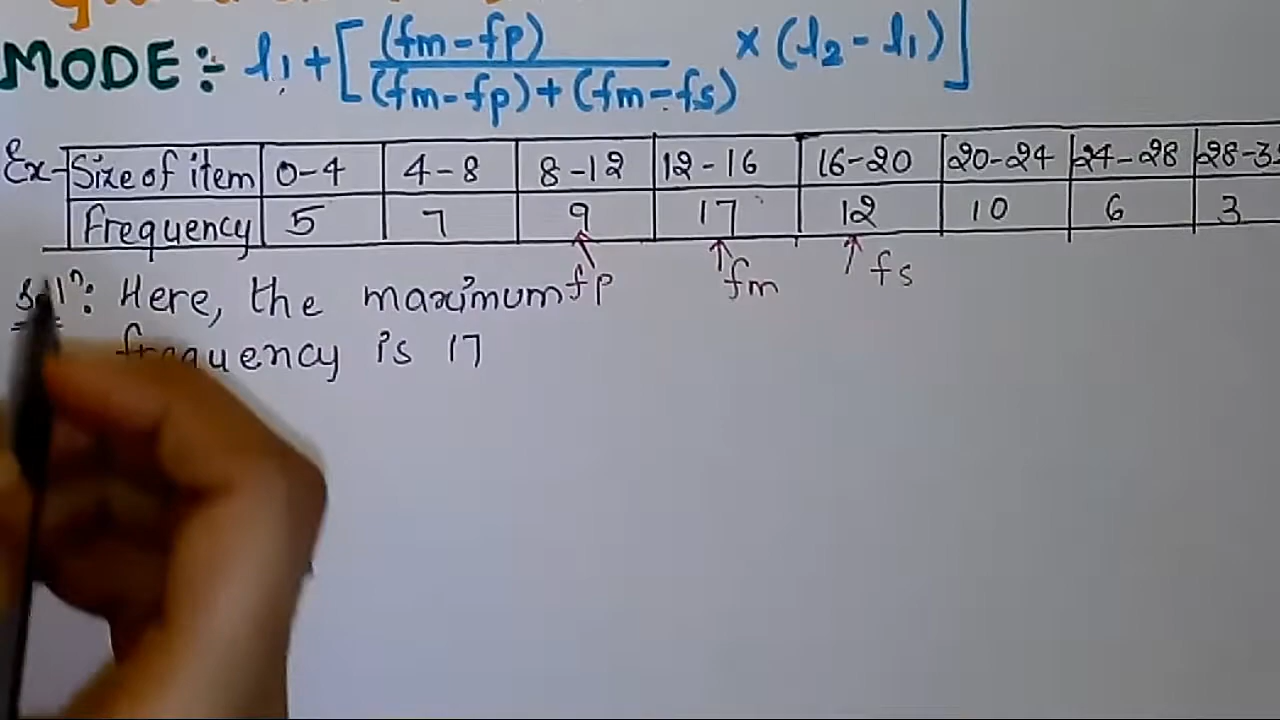 MODE ÷ l1 + [ (fm-fp) / (fm-fp)+(fm-fs) × (l2-l1) ]
Ex- Size of item 0-4 4-8 8-12 12-16 16-20 20-24 24-28 28-3
Frequency 5 7 9 17 12 10 6 3
Here, the maximum fp fm fs
frequency is 17